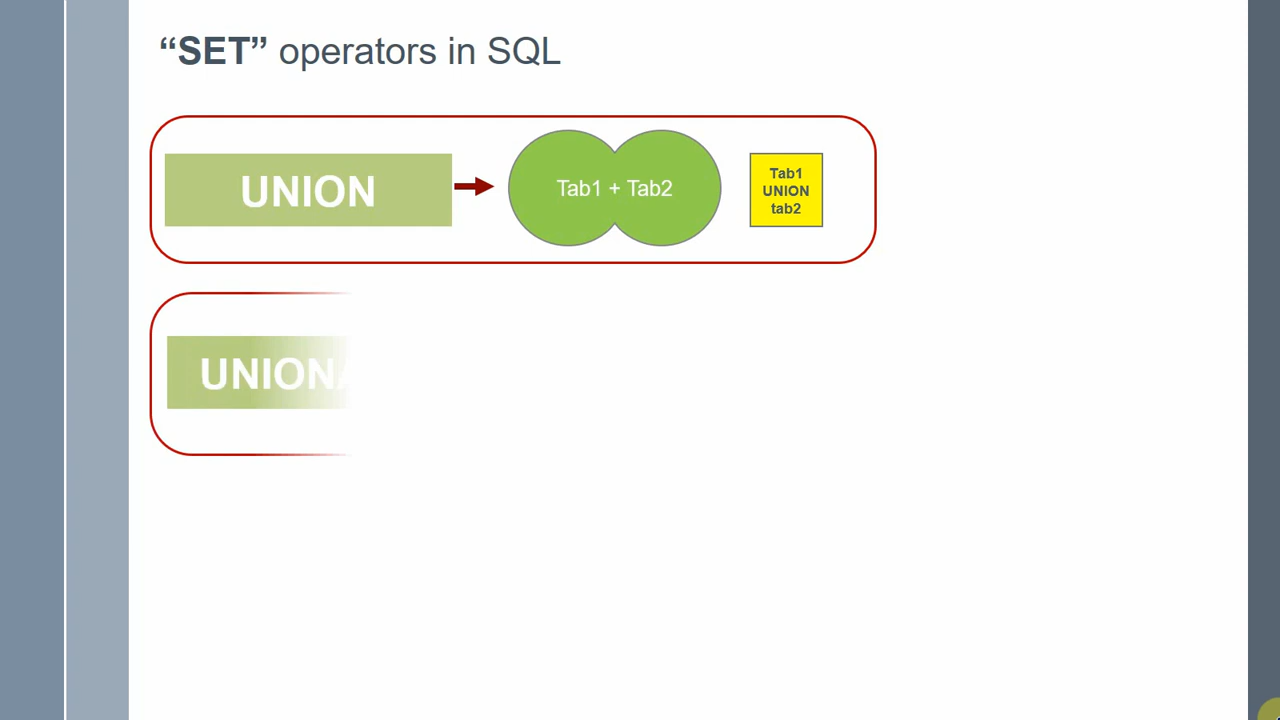 “SET” operators in SQL
UNION
Tab1 + Tab2
Tab1
UNION
tab2
UNION